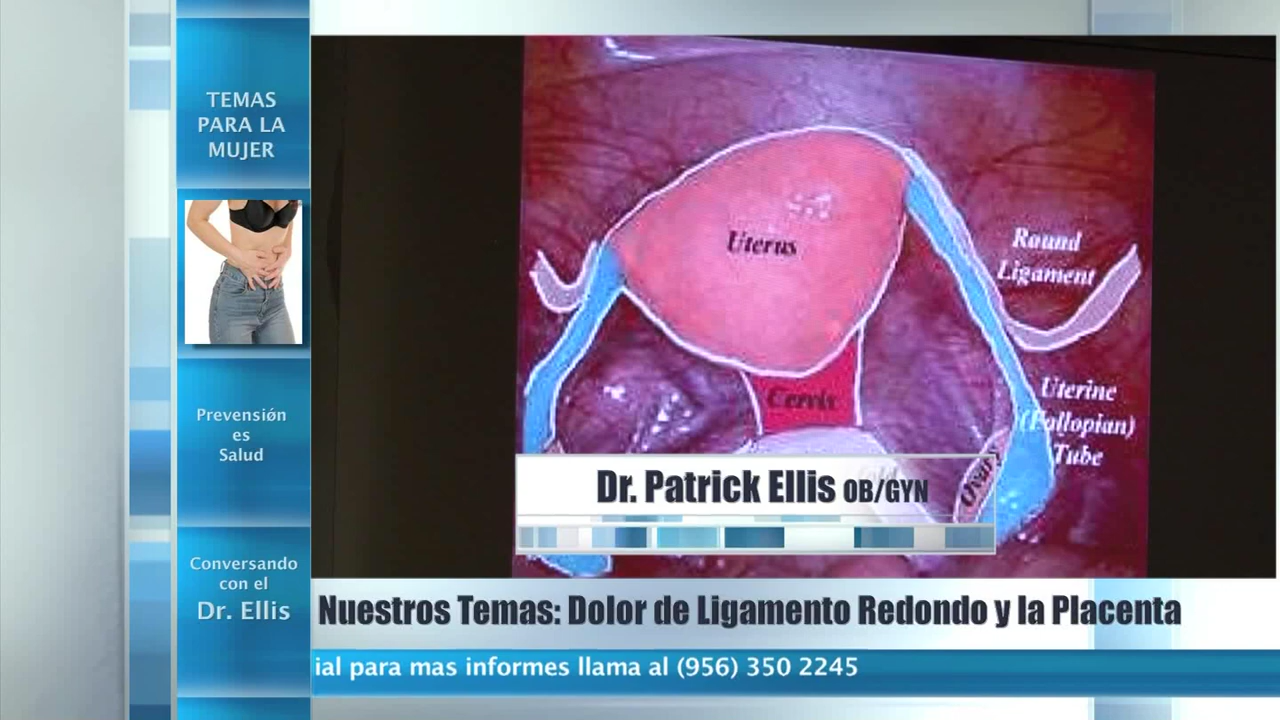 TEMAS
PARA LA
MUJER
Prevensión
es
Salud
Conversando
con el
Dr. Ellis
Uterus
Round
Ligament
Cervix
Uterine
(Fallopian)
Tube
Ovary
Dr. Patrick Ellis OB/GYN
Nuestros Temas: Dolor de Ligamento Redondo y la Placenta
ial para mas informes llama al (956) 350 2245